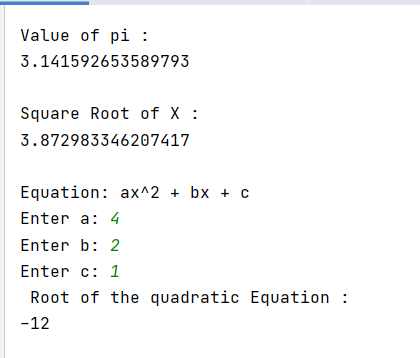 Value of pi :
3.141592653589793
Square Root of X :
3.872983346207417
Equation: ax^2 + bx + c
Enter a: 4
Enter b: 2
Enter c: 1
Root of the quadratic Equation :
-12